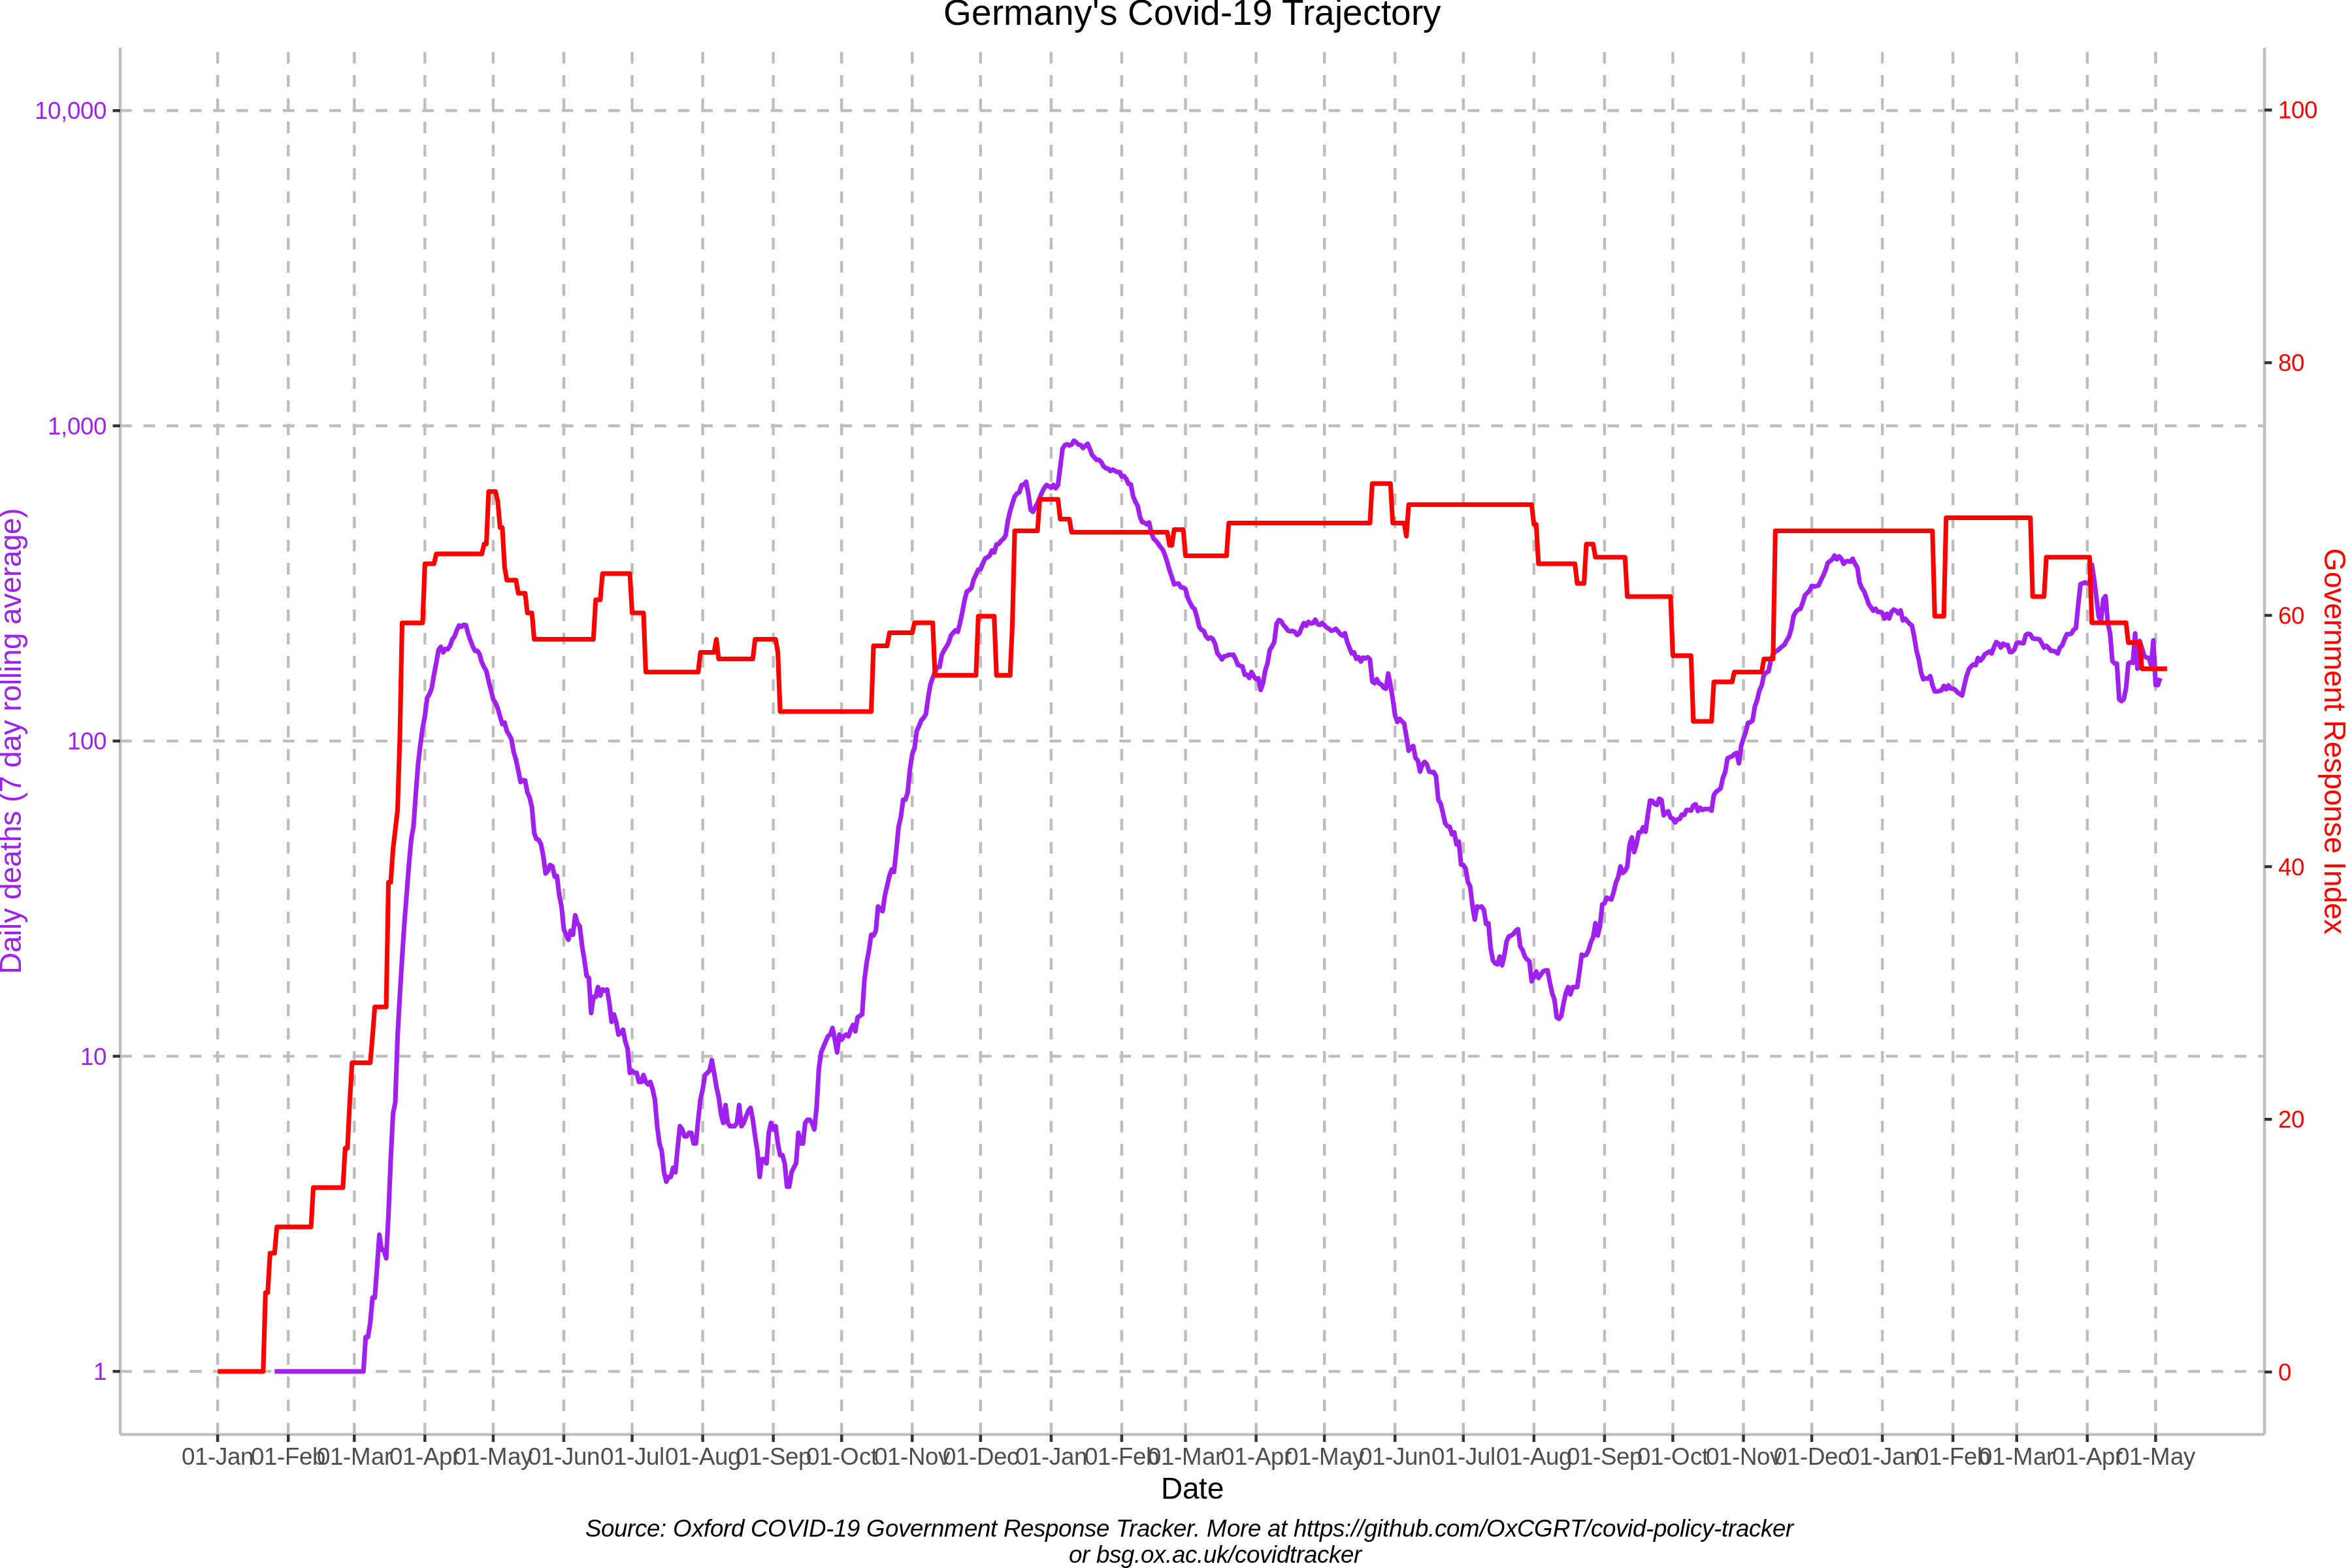 Germany's Covid-19 Trajectory
10,000
1,000
100
10
1
Daily deaths (7 day rolling average)
100
80
60
40
20
0
Government Response Index
01-Jan 01-Feb 01-Mar 01-Apr 01-May 01-Jun 01-Jul 01-Aug 01-Sep 01-Oct 01-Nov 01-Dec 01-Jan 01-Feb 01-Mar 01-Apr 01-May 01-Jun 01-Jul 01-Aug 01-Sep 01-Oct 01-Nov 01-Dec 01-Jan 01-Feb 01-Mar 01-Apr 01-May
Date
Source: Oxford COVID-19 Government Response Tracker. More at https://github.com/OxCGRT/covid-policy-tracker
or bsg.ox.ac.uk/covidtracker